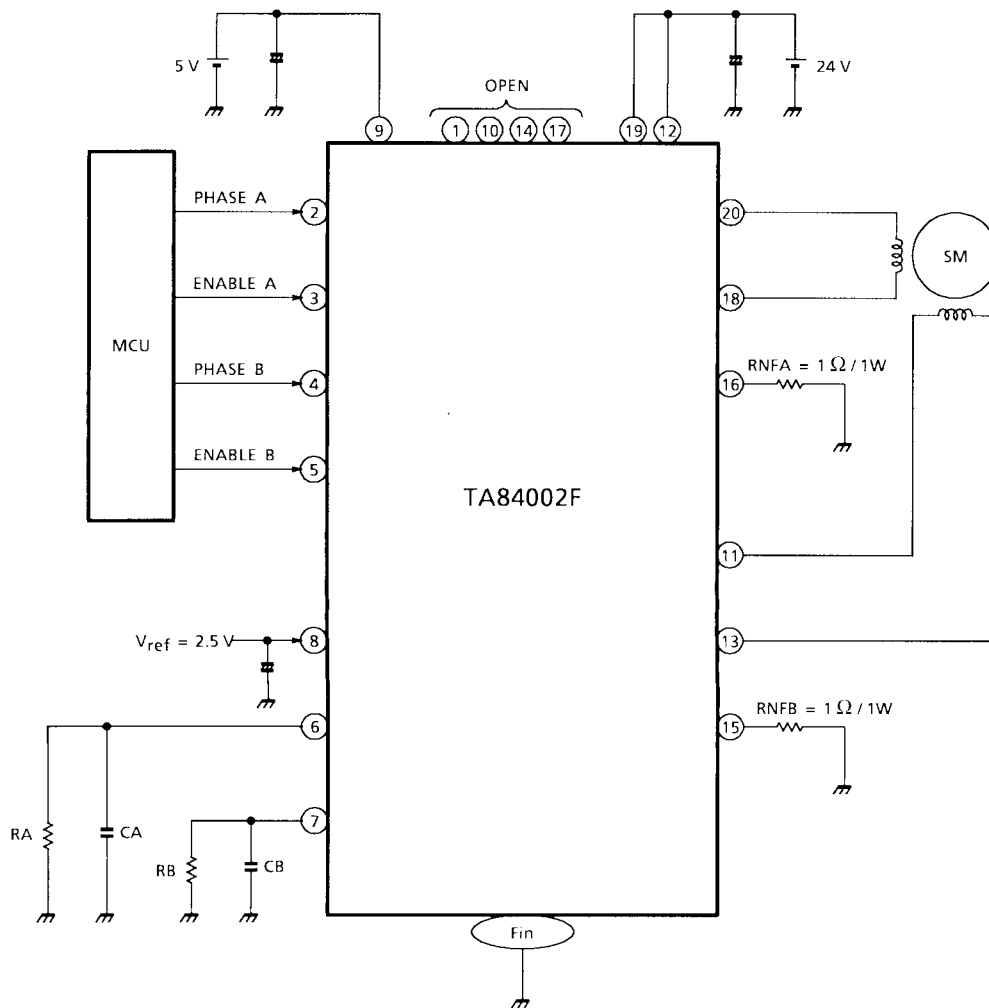 5 V
24 V
OPEN
9
1
10
14
17
19
12
PHASE A
2
20
SM
ENABLE A
3
18
MCU
PHASE B
4
RNFA = 1 Ω / 1W
16
ENABLE B
5
TA84002F
11
Vref = 2.5 V
8
13
6
RNFB = 1 Ω / 1W
15
7
RA
CA
RB
CB
Fin